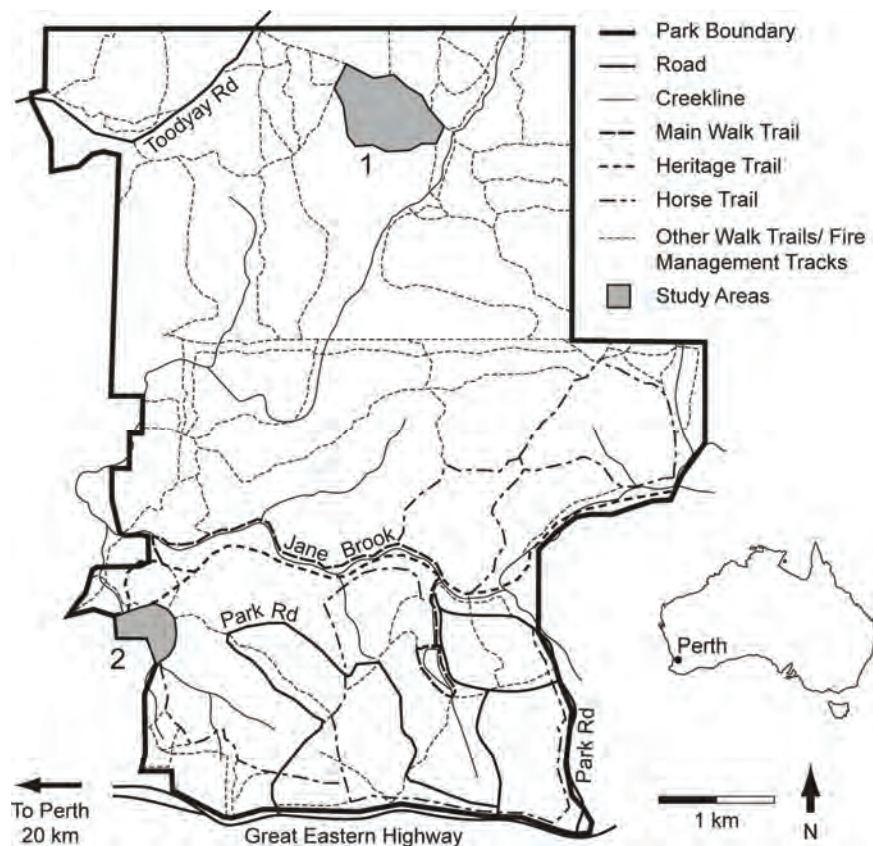 Park Boundary
Road
Creekline
Main Walk Trail
Heritage Trail
Horse Trail
Other Walk Trails/ Fire
Management Tracks
Study Areas
Toodyay Rd
1
Jane Brook
Park Rd
2
Perth
Park Rd
To Perth
20 km
Great Eastern Highway
1 km
N